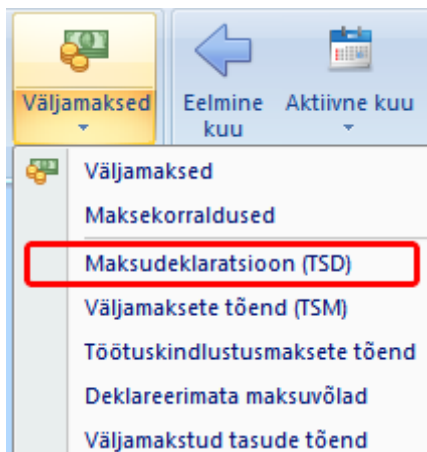 Väljamaksed
Eelmine kuu
Aktiivne kuu
Väljamaksed
Maksekorraldused
Maksudeklaratsioon (TSD)
Väljamaksete tõend (TSM)
Töötuskindlustusmaksete tõend
Deklareerimata maksuvõlad
Väljamakstud tasude tõend